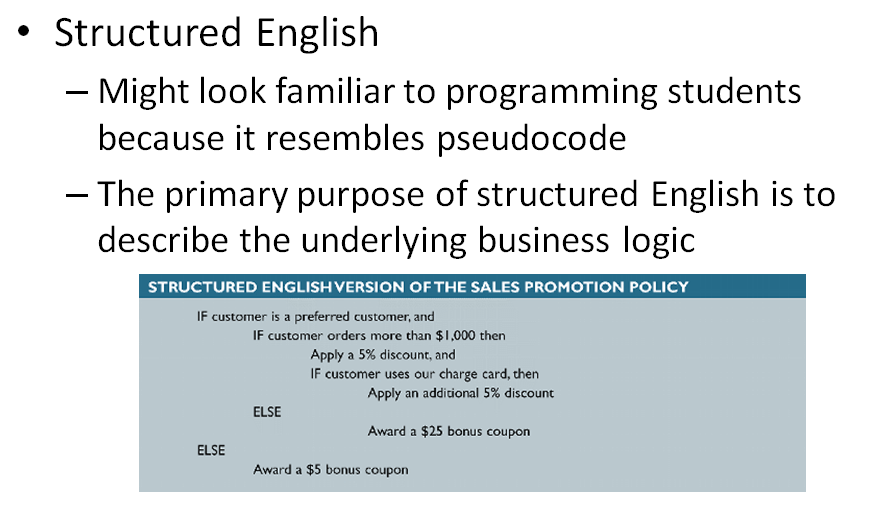 • Structured English
– Might look familiar to programming students
because it resembles pseudocode
– The primary purpose of structured English is to
describe the underlying business logic
STRUCTURED ENGLISH VERSION OF THE SALES PROMOTION POLICY
IF customer is a preferred customer, and
IF customer orders more than $1,000 then
Apply a 5% discount, and
IF customer uses our charge card, then
Apply an additional 5% discount
ELSE
Award a $25 bonus coupon
ELSE
Award a $5 bonus coupon